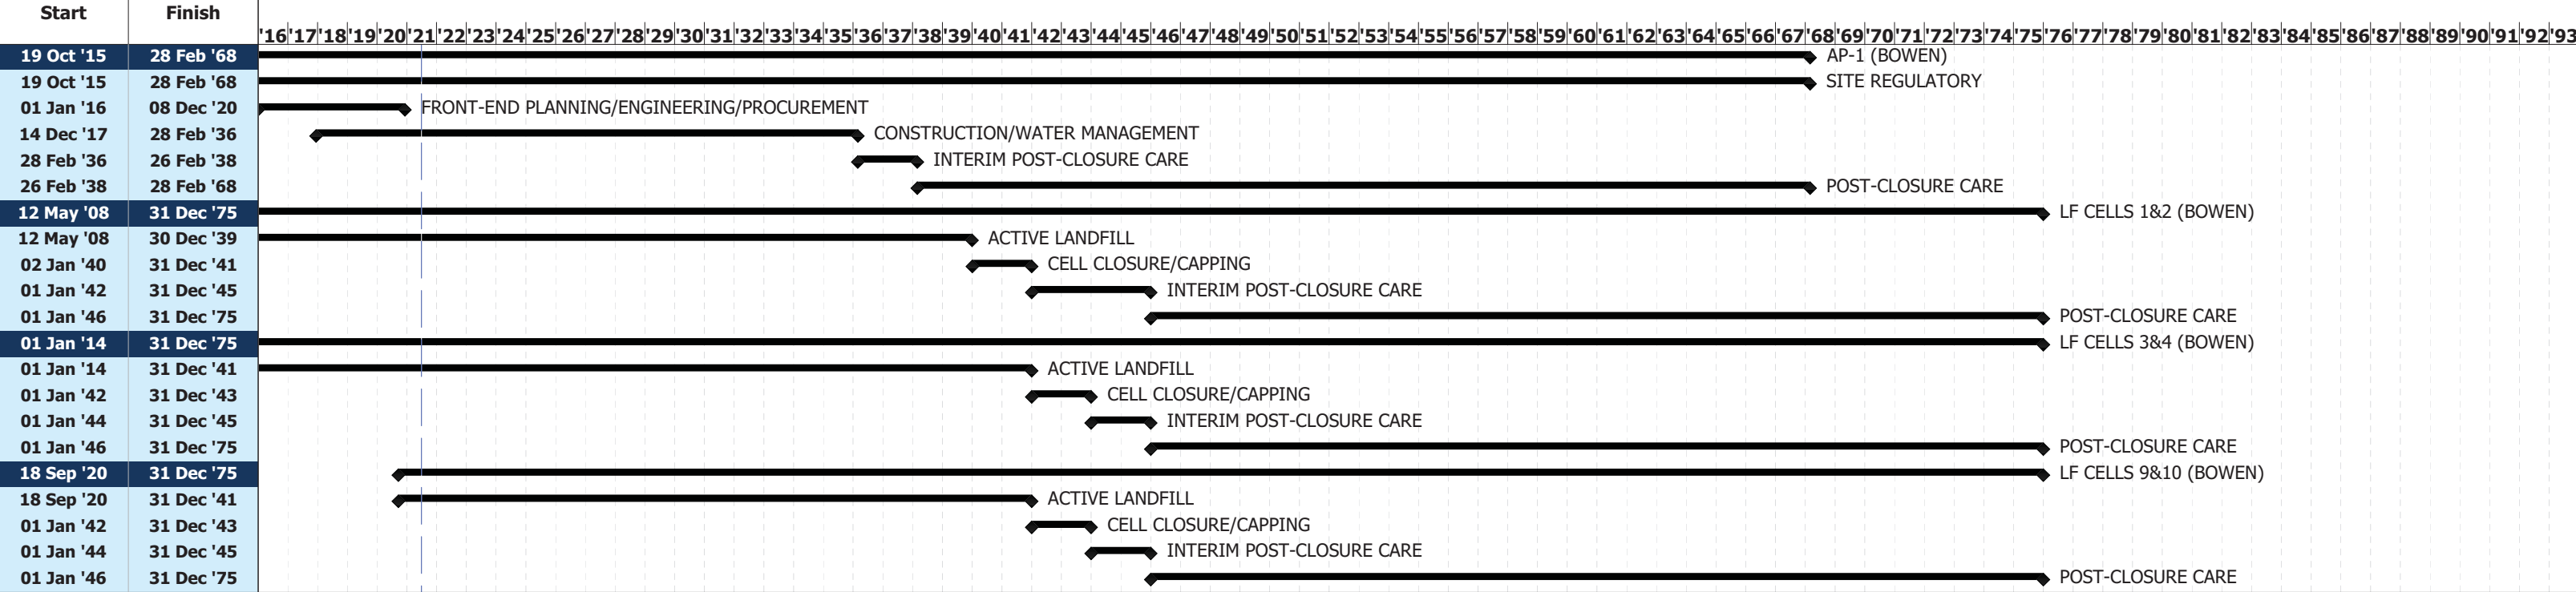 Start Finish
'16 '17 '18 '19 '20 '21 '22 '23 '24 '25 '26 '27 '28 '29 '30 '31 '32 '33 '34 '35 '36 '37 '38 '39 '40 '41 '42 '43 '44 '45 '46 '47 '48 '49 '50 '51 '52 '53 '54 '55 '56 '57 '58 '59 '60 '61 '62 '63 '64 '65 '66 '67 '68 '69 '70 '71 '72 '73 '74 '75 '76 '77 '78 '79 '80 '81 '82 '83 '84 '85 '86 '87 '88 '89 '90 '91 '92 '93
19 Oct '15 28 Feb '68 AP-1 (BOWEN)
19 Oct '15 28 Feb '68 SITE REGULATORY
01 Jan '16 08 Dec '20 FRONT-END PLANNING/ENGINEERING/PROCUREMENT
14 Dec '17 28 Feb '36 CONSTRUCTION/WATER MANAGEMENT
28 Feb '36 26 Feb '38 INTERIM POST-CLOSURE CARE
26 Feb '38 28 Feb '68 POST-CLOSURE CARE
12 May '08 31 Dec '75 LF CELLS 1&2 (BOWEN)
12 May '08 30 Dec '39 ACTIVE LANDFILL
02 Jan '40 31 Dec '41 CELL CLOSURE/CAPPING
01 Jan '42 31 Dec '45 INTERIM POST-CLOSURE CARE
01 Jan '46 31 Dec '75 POST-CLOSURE CARE
01 Jan '14 31 Dec '75 LF CELLS 3&4 (BOWEN)
01 Jan '14 31 Dec '41 ACTIVE LANDFILL
01 Jan '42 31 Dec '43 CELL CLOSURE/CAPPING
01 Jan '44 31 Dec '45 INTERIM POST-CLOSURE CARE
01 Jan '46 31 Dec '75 POST-CLOSURE CARE
18 Sep '20 31 Dec '75 LF CELLS 9&10 (BOWEN)
18 Sep '20 31 Dec '41 ACTIVE LANDFILL
01 Jan '42 31 Dec '43 CELL CLOSURE/CAPPING
01 Jan '44 31 Dec '45 INTERIM POST-CLOSURE CARE
01 Jan '46 31 Dec '75 POST-CLOSURE CARE